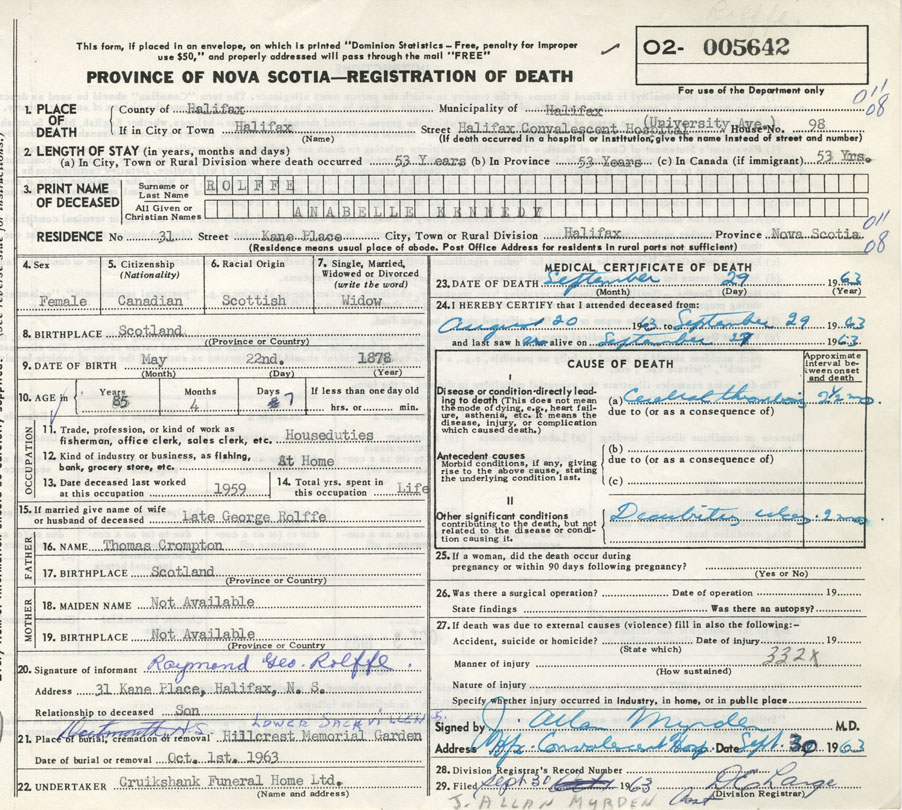 This form, if placed in an envelope, on which is printed "Dominion Statistics – Free, penalty for improper
use $50," and properly addressed will pass through the mail "FREE"
O2- 005642
PROVINCE OF NOVA SCOTIA—REGISTRATION OF DEATH
For use of the Department only
011
08
1. PLACE OF DEATH
County of Halifax Municipality of Halifax
If in City or Town Halifax Street Halifax Convalescent Hospital (University Ave.) House No. 98
(Name) (If death occurred in a hospital or institution, give the name instead of street and number)
2. LENGTH OF STAY (in years, months and days)
(a) In City, Town or Rural Division where death occurred 53 Years (b) In Province 53 Years (c) In Canada (if immigrant) 53 Yrs.
3. PRINT NAME OF DECEASED
Surname or Last Name ROLFFE
All Given or Christian Names ANABELLE KENNEDY
011
08
RESIDENCE No 31 Street Kane Place City, Town or Rural Division Halifax Province Nova Scotia
(Residence means usual place of abode. Post Office Address for residents in rural parts not sufficient)
4. Sex
Female
5. Citizenship (Nationality)
Canadian
6. Racial Origin
Scottish
7. Single, Married, Widowed or Divorced (write the word)
Widow
8. BIRTHPLACE Scotland
(Province or Country)
9. DATE OF BIRTH May 22nd. 1878
(Month) (Day) (Year)
10. AGE in Years 85 Months 4 Days 7 If less than one day old hrs. or min.
OCCUPATION
11. Trade, profession, or kind of work as
fisherman, office clerk, sales clerk, etc. Houseduties
12. Kind of industry or business, as fishing,
bank, grocery store, etc. At Home
13. Date deceased last worked at this occupation 1959
14. Total yrs. spent in this occupation Life
15. If married give name of wife
or husband of deceased Late George Rolffe
FATHER
16. NAME Thomas Crompton
17. BIRTHPLACE Scotland
(Province or Country)
MOTHER
18. MAIDEN NAME Not Available
19. BIRTHPLACE Not Available
(Province or Country)
20. Signature of informant Raymond Geo. Rolffe.
Address 31 Kane Place, Halifax, N. S.
Relationship to deceased Son
Dartmouth, N.S. LOWER SACKVILLE N.S.
21. Place of burial, cremation or removal Hillcrest Memorial Garden
Date of burial or removal Oct. 1st. 1963
22. UNDERTAKER Cruikshank Funeral Home Ltd.
(Name and address)
MEDICAL CERTIFICATE OF DEATH
23. DATE OF DEATH September 29 1963
(Month) (Day) (Year)
24. I HEREBY CERTIFY that I attended deceased from:
August 20 1963 to September 29 1963
and last saw her alive on September 1963
CAUSE OF DEATH
Approximate interval between onset and death
I
Disease or condition directly leading
to death (This does not mean
the mode of dying, e.g., heart failure,
asthenia, etc. It means the
disease, injury, or complication
which caused death.)
(a) Cerebral thrombosis 2½ mo.
due to (or as a consequence of)
Antecedent causes
Morbid conditions, if any, giving
rise to the above cause, stating
the underlying condition last.
(b)
due to (or as a consequence of)
(c)
II
Other significant conditions
contributing to the death, but not
related to the disease or condition
causing it.
Decubitus ulcer 2 mo
25. If a woman, did the death occur during
pregnancy or within 90 days following pregnancy?
(Yes or No)
26. Was there a surgical operation? Date of operation 19
State findings Was there an autopsy?
27. If death was due to external causes (violence) fill in also the following:-
Accident, suicide or homicide? Date of injury 19
(State which)
332X
Manner of injury
(How sustained)
Nature of injury
Specify whether injury occurred in industry, in home, or in public place
Signed by J. Allan Myrden M.D.
Address Hfx. Convalescent Hosp. Date Sept. 30 1963
28. Division Registrar's Record Number
29. Filed Sept 30 1963
(Division Registrar)
J. ALLAN MYRDEN